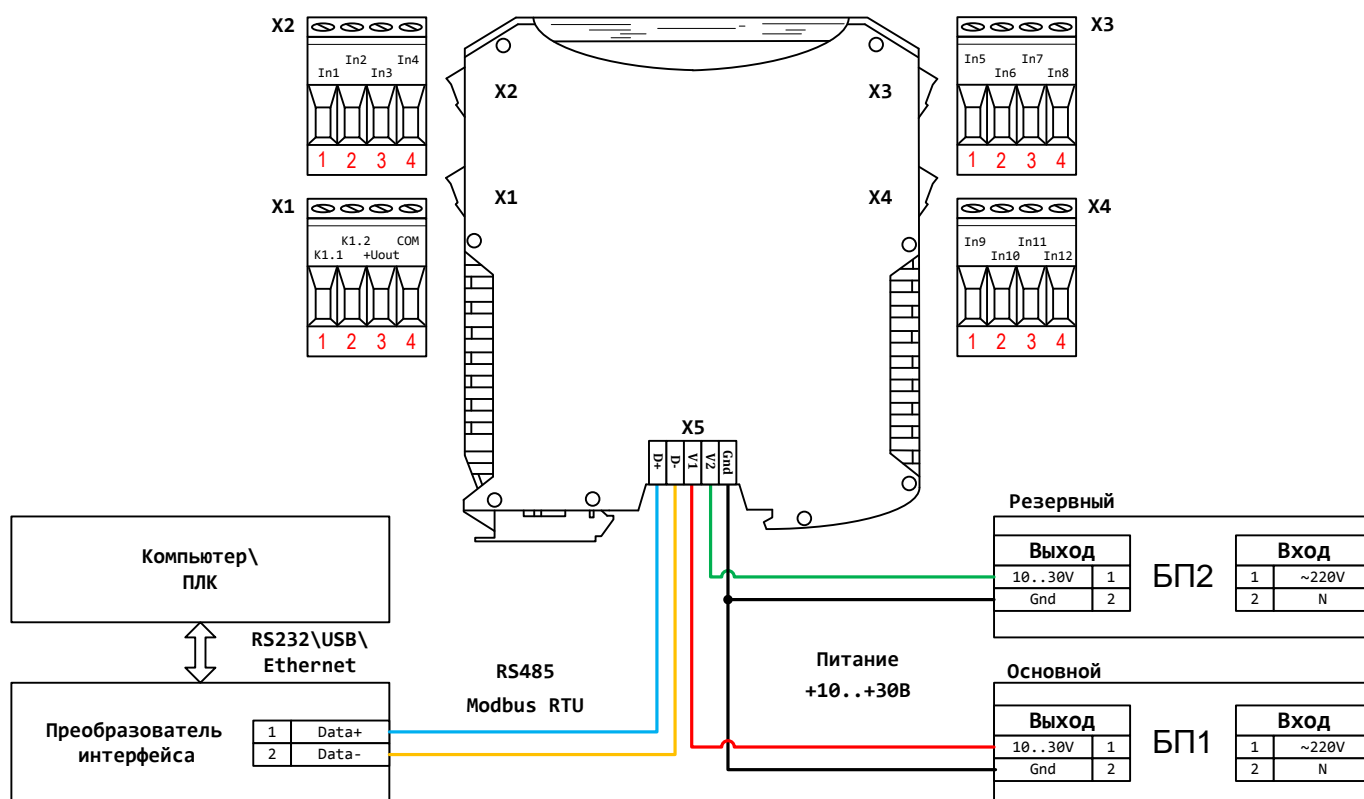 X2
In1 In2 In3 In4
1 2 3 4
X1
K1.1 K1.2 +Uout COM
1 2 3 4
X2
X1
X3
X4
X3
In5 In6 In7 In8
1 2 3 4
X4
In9 In10 In11 In12
1 2 3 4
X5
D+ D- V1 V2 Gnd
Компьютер\
ПЛК
RS232\USB\
Ethernet
Преобразователь
интерфейса
1 Data+
2 Data-
RS485
Modbus RTU
Питание
+10..+30В
Резервный
Выход
10..30V 1
Gnd 2
БП2
Вход
1 ~220V
2 N
Основной
Выход
10..30V 1
Gnd 2
БП1
Вход
1 ~220V
2 N